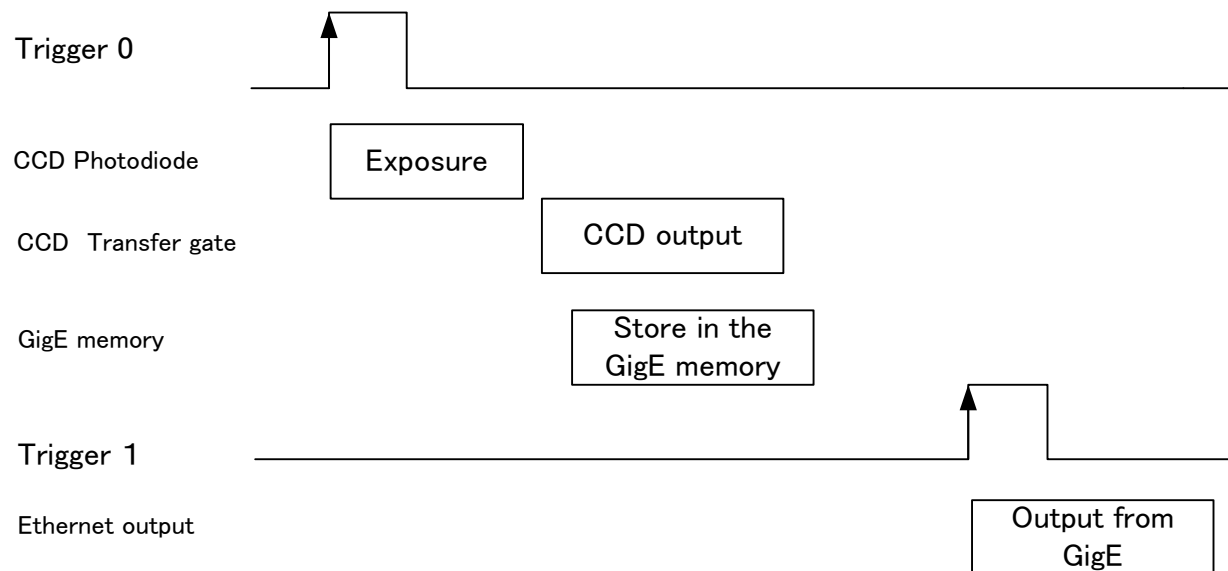 Trigger 0
CCD Photodiode
Exposure
CCD Transfer gate
CCD output
GigE memory
Store in the
GigE memory
Trigger 1
Ethernet output
Output from
GigE